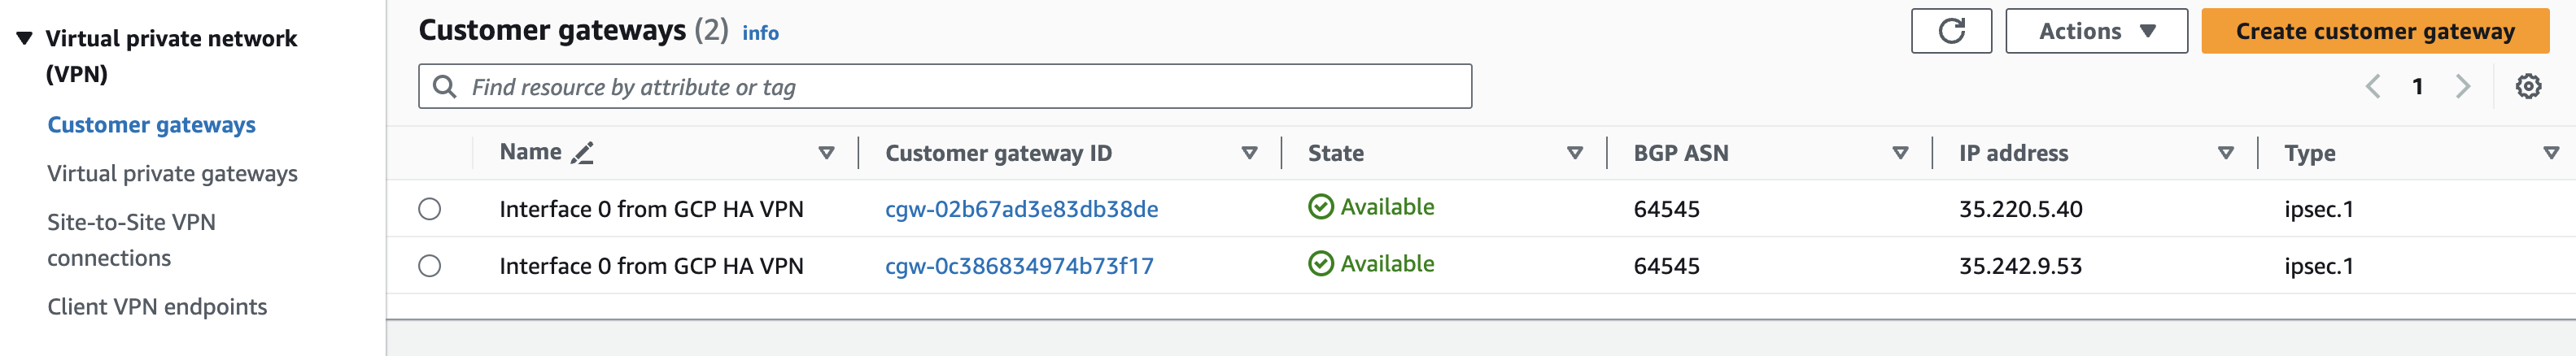 Virtual private network
(VPN)
Customer gateways
Virtual private gateways
Site-to-Site VPN
connections
Client VPN endpoints
Customer gateways (2) info
Actions
Create customer gateway
Find resource by attribute or tag
1
Name Customer gateway ID State BGP ASN IP address Type
Interface 0 from GCP HA VPN cgw-02b67ad3e83db38de Available 64545 35.220.5.40 ipsec.1
Interface 0 from GCP HA VPN cgw-0c386834974b73f17 Available 64545 35.242.9.53 ipsec.1